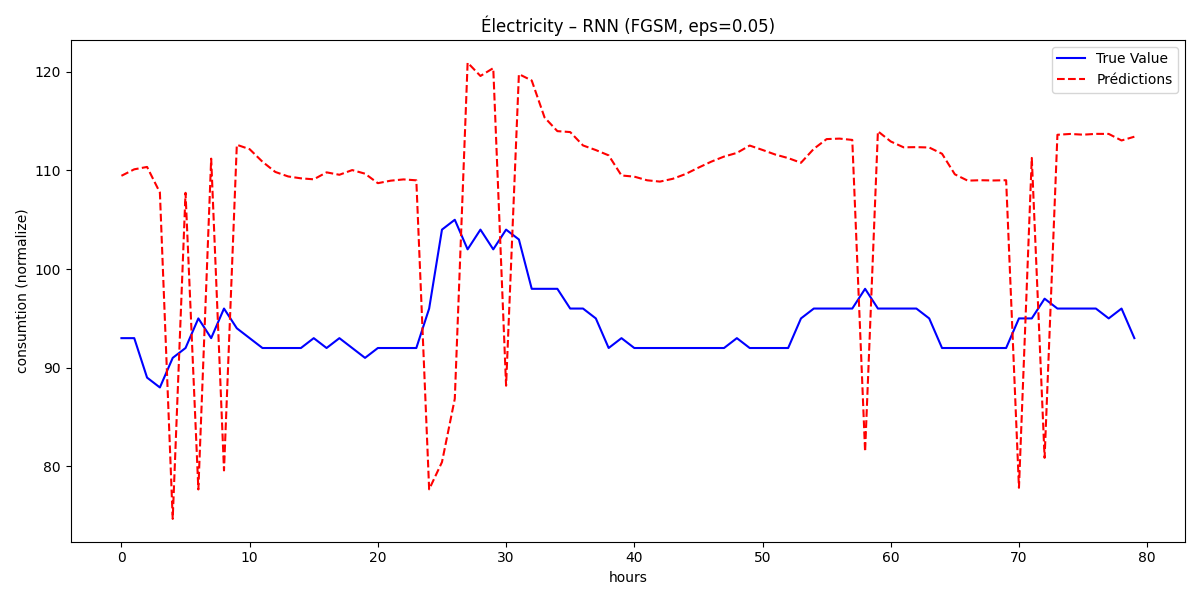 Électricity – RNN (FGSM, eps=0.05)
True Value
Prédictions
consumtion (normalize)
120
110
100
90
80
0 10 20 30 40 50 60 70 80
hours